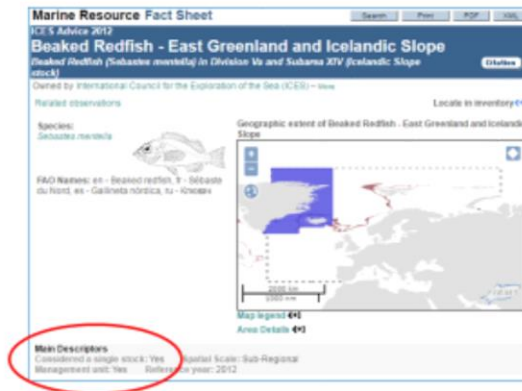 Marine Resource Fact Sheet
Search Print PDF XML
ICES Advice 2012
Beaked Redfish - East Greenland and Icelandic Slope
Beaked Redfish (Sebastes mentella) in Division Va and Subarea XIV (Icelandic Slope stock)
Citation
Owned by International Council for the Exploration of the Sea (ICES) – More
Related observations
Locate in inventory
Species:
Sebastes mentella
FAO Names: en - Beaked redfish, fr - Sébaste
du Nord, es - Gallineta nórdica, ru - Клювач
Geographic extent of Beaked Redfish - East Greenland and Icelandic
Slope
2000 km
1000 mi
Map legend
Area Details
Main Descriptors
Considered a single stock: Yes Spatial Scale: Sub-Regional
Management unit: Yes Reference year: 2012